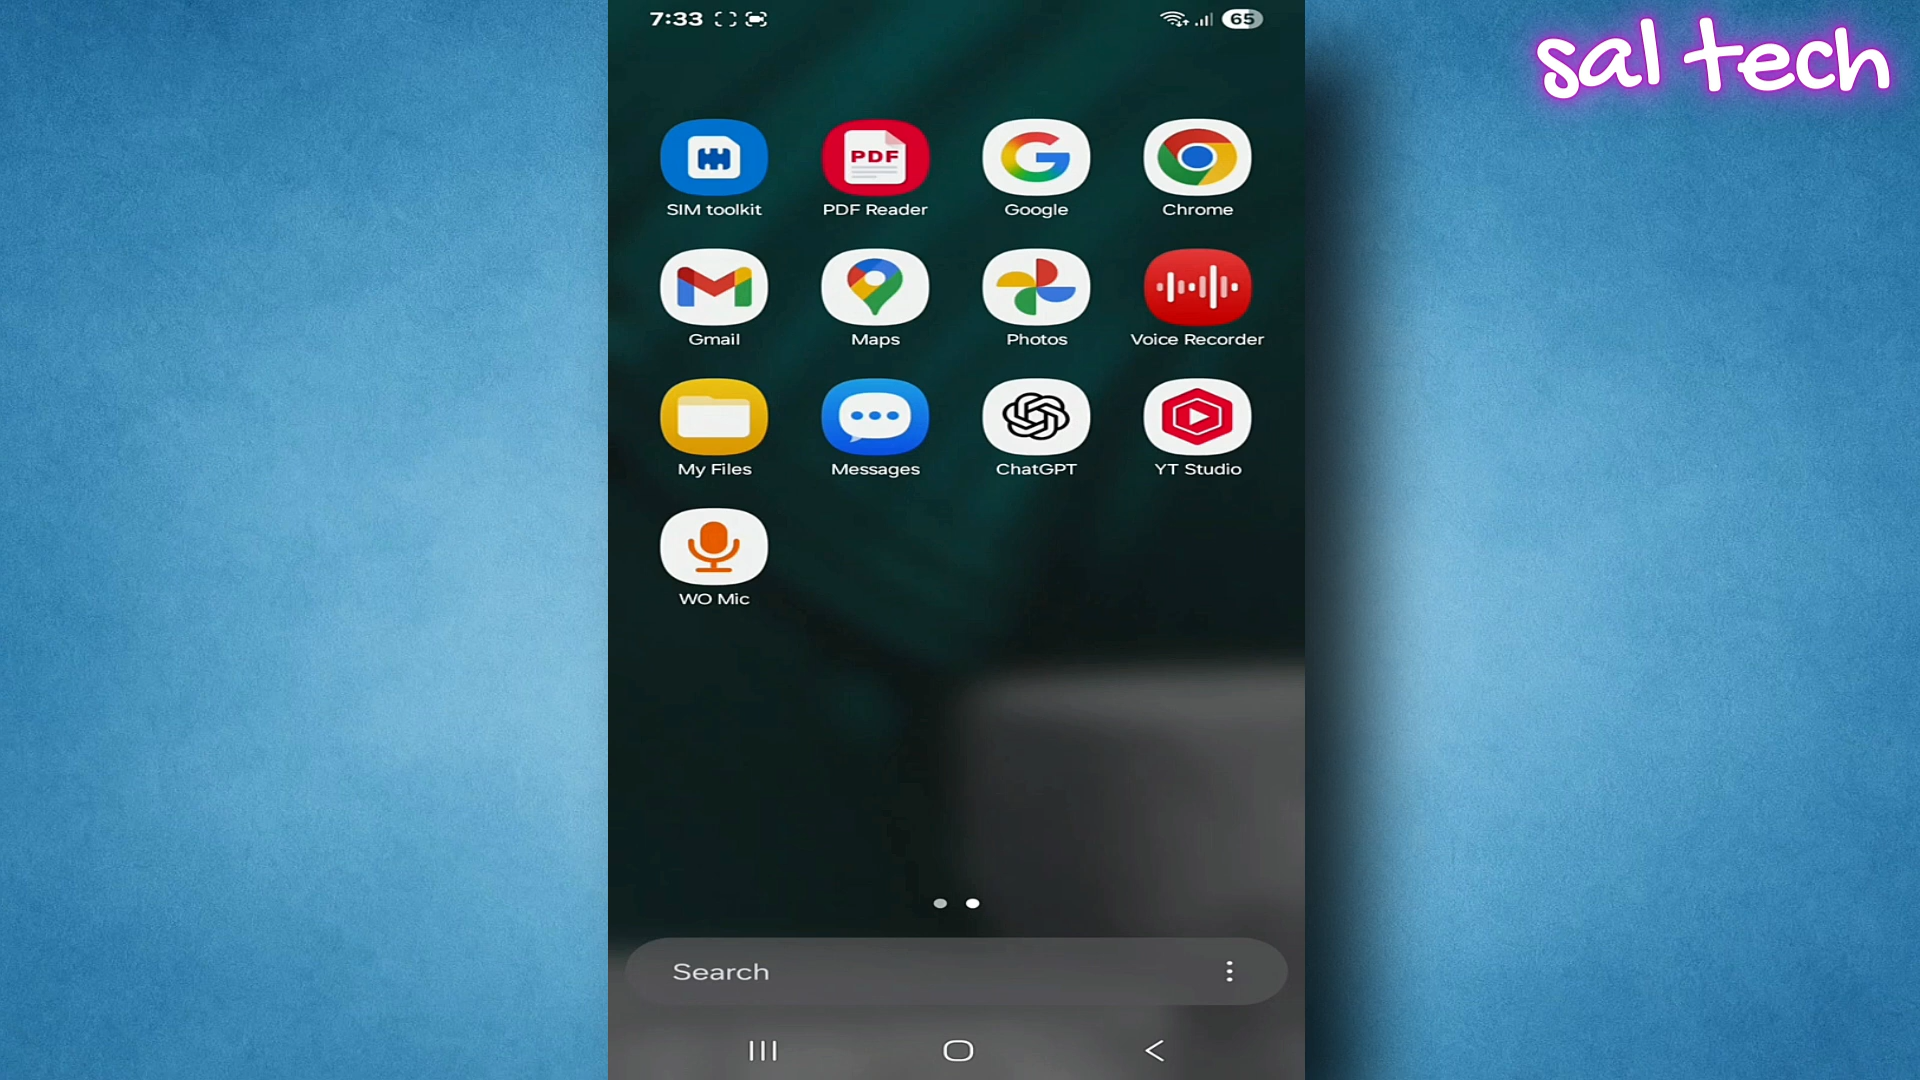 7:33 65
sal tech
SIM toolkit
PDF
PDF Reader
Google
Chrome
Gmail
Maps
Photos
Voice Recorder
My Files
Messages
ChatGPT
YT Studio
WO Mic
Search